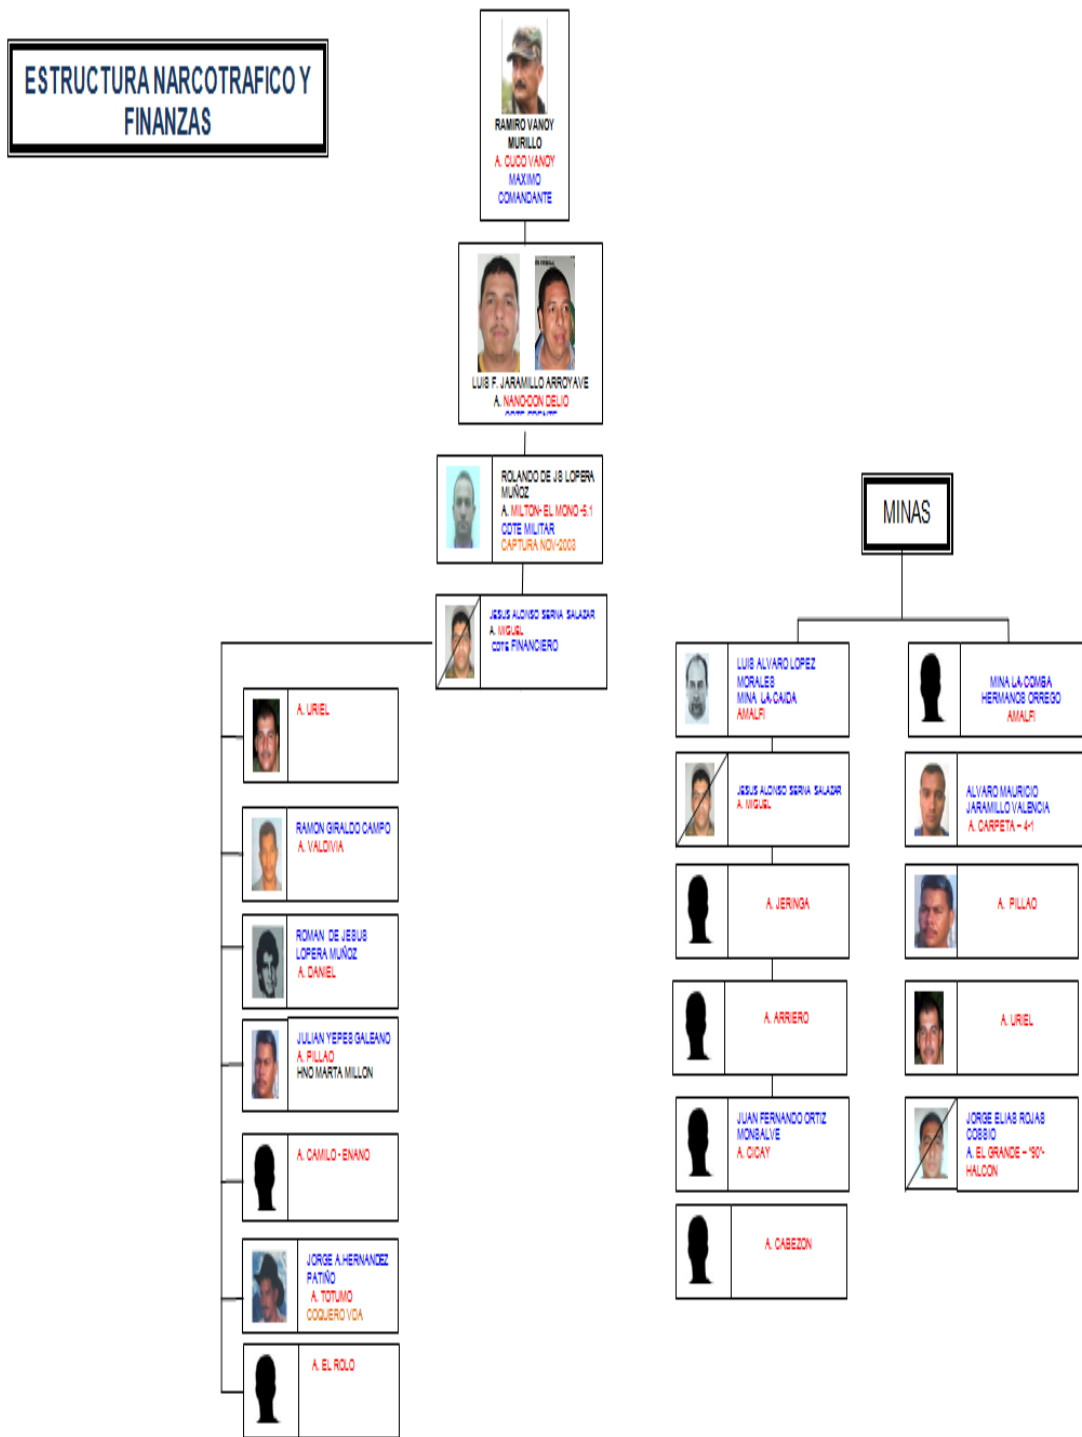 ESTRUCTURA NARCOTRAFICO Y
FINANZAS
RAMIRO VANOY
MURILLO
A. CUCO VANOY
MAXIMO
COMANDANTE
LUIS F. JARAMILLO ARROYAVE
A. NANO-DON DELIO
CDTE FRENTE
ROLANDO DE JS LOPERA
MUÑOZ
A. MILTON- EL MONO -5.1
CDTE MILITAR
CAPTURA NOV-2003
JESUS ALONSO SERNA SALAZAR
A. MIGUEL
CDTE FINANCIERO
A. URIEL
RAMON GIRALDO CAMPO
A. VALDIVIA
ROMAN DE JESUS
LOPERA MUÑOZ
A. DANIEL
JULIAN YEPES GALEANO
A. PILLAO
HNO MARTA MILLON
A. CAMILO - ENANO
JORGE A.HERNANDEZ
PATIÑO
A. TOTUMO
COQUERO VDA
A. EL ROLO
MINAS
LUIS ALVARO LOPEZ
MORALES
MINA LA CAIDA
AMALFI
JESUS ALONSO SERNA SALAZAR
A. MIGUEL
A. JERINGA
A. ARRIERO
JUAN FERNANDO ORTIZ
MONSALVE
A. CICAY
A. CABEZON
MINA LA COMBA
HERMANOS ORREGO
AMALFI
ALVARO MAURICIO
JARAMILLO VALENCIA
A. CARPETA – 4-1
A. PILLAO
A. URIEL
JORGE ELIAS ROJAS
COSSIO
A. EL GRANDE – "90"-
HALCON